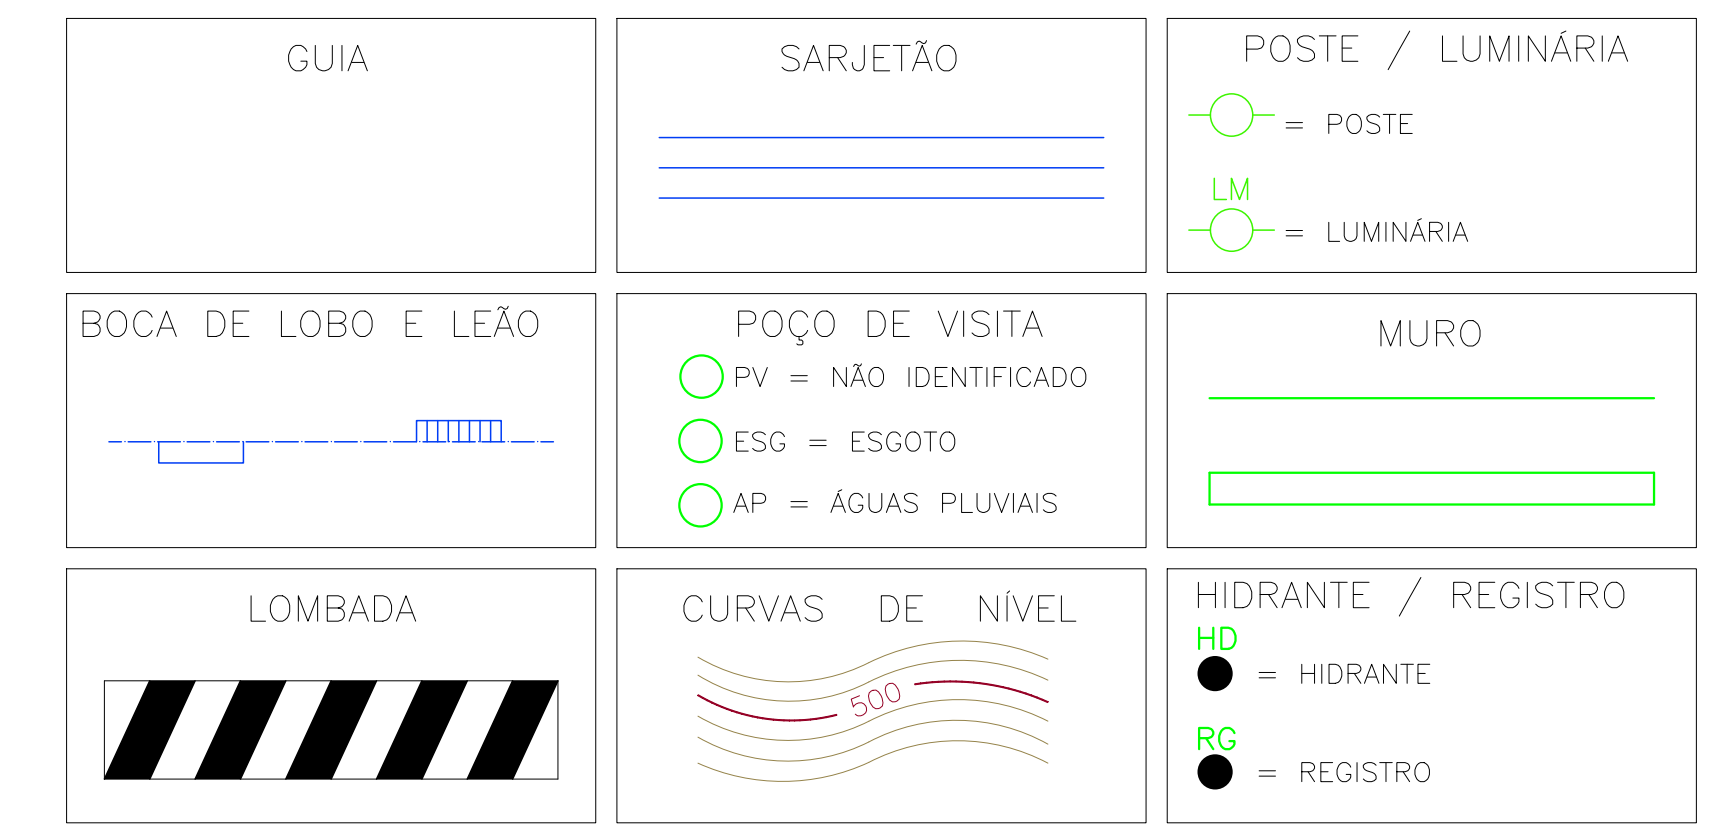 GUIA
SARJETÃO
POSTE / LUMINÁRIA
= POSTE
LM
= LUMINÁRIA
BOCA DE LOBO E LEÃO
POÇO DE VISITA
PV = NÃO IDENTIFICADO
ESG = ESGOTO
AP = ÁGUAS PLUVIAIS
MURO
LOMBADA
CURVAS DE NÍVEL
500
HIDRANTE / REGISTRO
HD
= HIDRANTE
RG
= REGISTRO